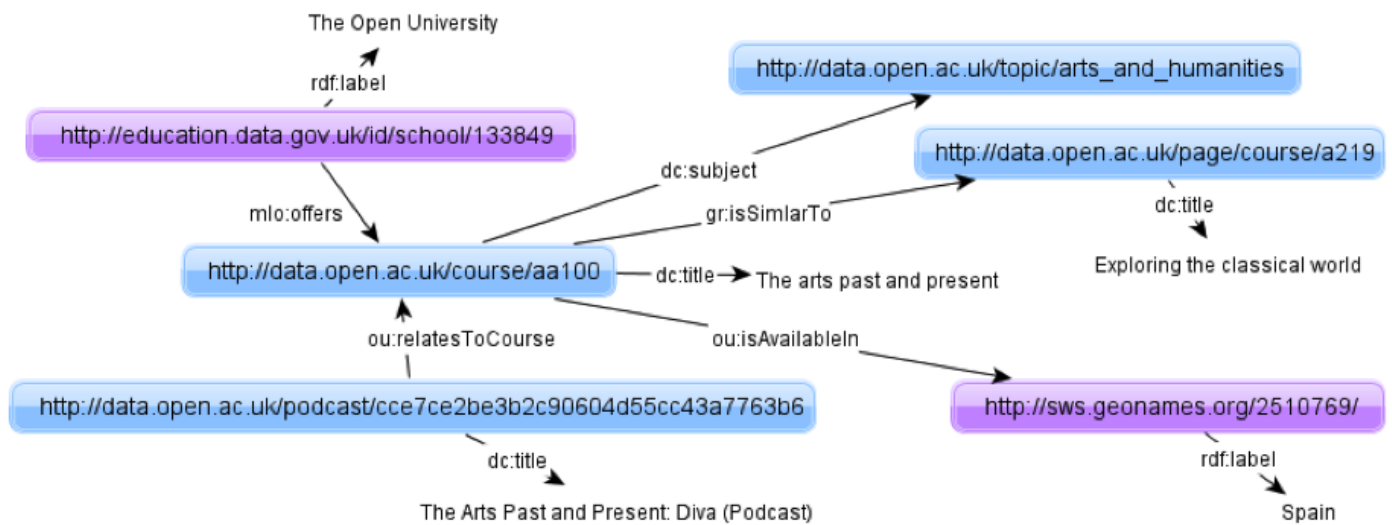 The Open University
rdf:label
http://data.open.ac.uk/topic/arts_and_humanities
http://education.data.gov.uk/id/school/133849
http://data.open.ac.uk/page/course/a219
dc:subject
dc:title
mlo:offers
gr:isSimlarTo
http://data.open.ac.uk/course/aa100
dc:title
The arts past and present
Exploring the classical world
ou:relatesToCourse
ou:isAvailableIn
http://data.open.ac.uk/podcast/cce7ce2be3b2c90604d55cc43a7763b6
http://sws.geonames.org/2510769/
dc:title
rdf:label
The Arts Past and Present: Diva (Podcast)
Spain